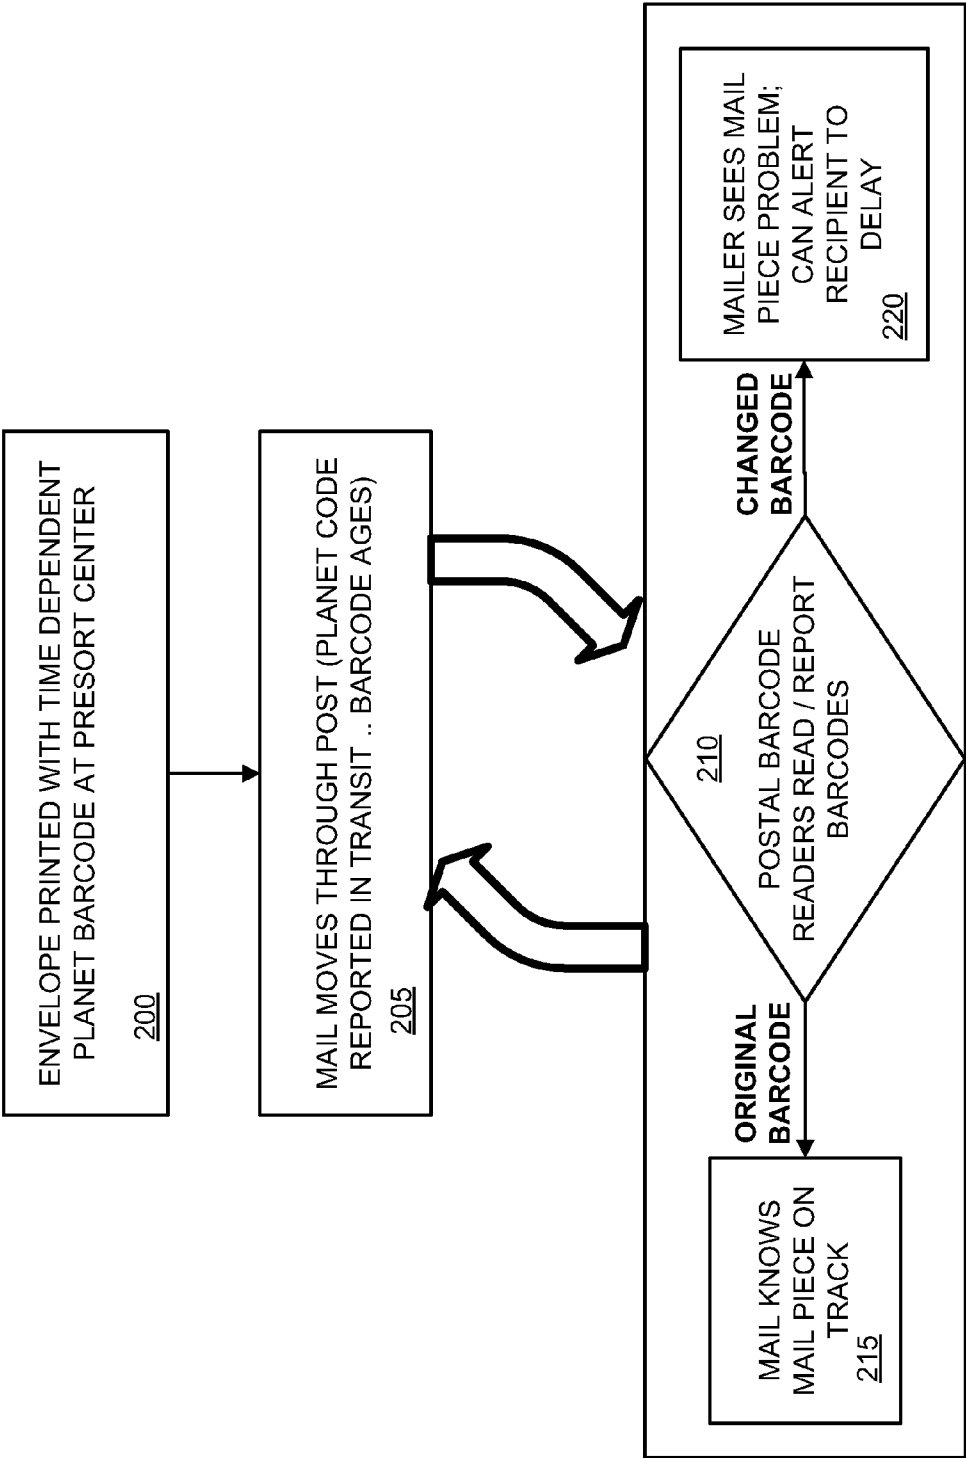 ENVELOPE PRINTED WITH TIME DEPENDENT
PLANET BARCODE AT PRESORT CENTER
200
MAIL MOVES THROUGH POST (PLANET CODE
REPORTED IN TRANSIT .. BARCODE AGES)
205
210
POSTAL BARCODE
READERS READ / REPORT
BARCODES
ORIGINAL
BARCODE
MAIL KNOWS
MAIL PIECE ON
TRACK
215
CHANGED
BARCODE
MAILER SEES MAIL
PIECE PROBLEM;
CAN ALERT
RECIPIENT TO
DELAY
220